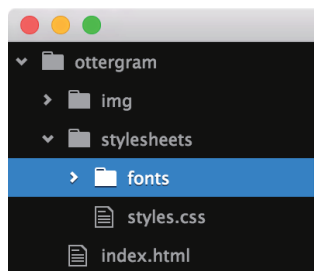 ottergram
img
stylesheets
fonts
styles.css
index.html